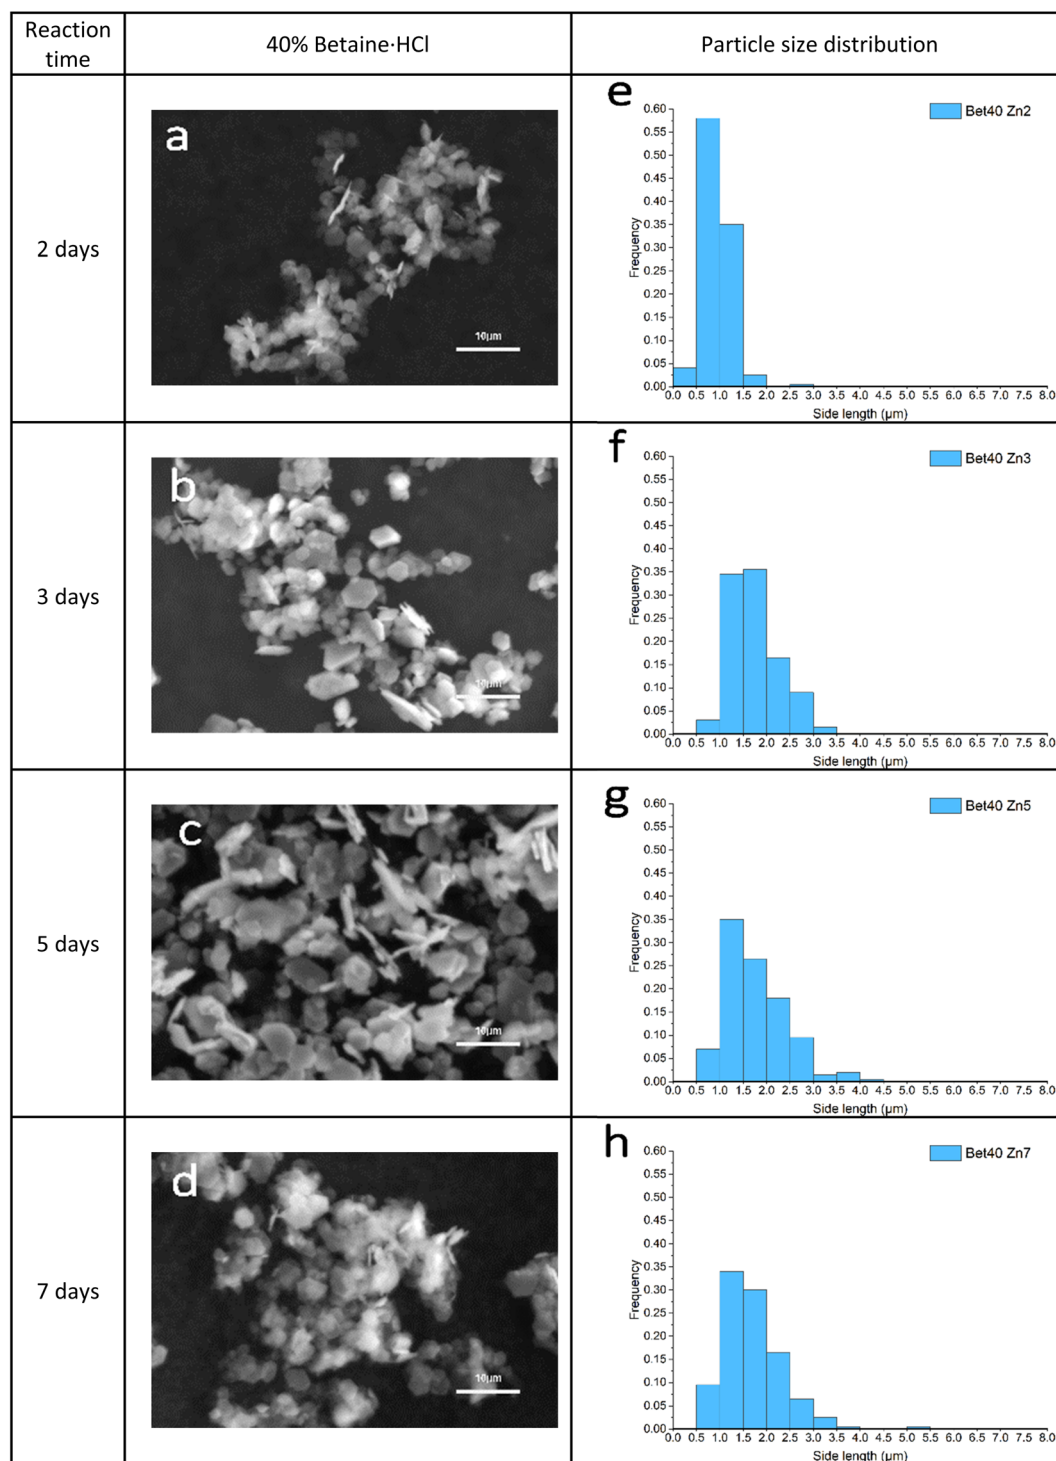 Reaction
time
40% Betaine·HCl
Particle size distribution
2 days
a
10μm
e
Bet40 Zn2
Frequency
0.60
0.55
0.50
0.45
0.40
0.35
0.30
0.25
0.20
0.15
0.10
0.05
0.00
0.0 0.5 1.0 1.5 2.0 2.5 3.0 3.5 4.0 4.5 5.0 5.5 6.0 6.5 7.0 7.5 8.0
Side length (μm)
3 days
b
10μm
f
Bet40 Zn3
Frequency
0.60
0.55
0.50
0.45
0.40
0.35
0.30
0.25
0.20
0.15
0.10
0.05
0.00
0.0 0.5 1.0 1.5 2.0 2.5 3.0 3.5 4.0 4.5 5.0 5.5 6.0 6.5 7.0 7.5 8.0
Side length (μm)
5 days
c
10μm
g
Bet40 Zn5
Frequency
0.60
0.55
0.50
0.45
0.40
0.35
0.30
0.25
0.20
0.15
0.10
0.05
0.00
0.0 0.5 1.0 1.5 2.0 2.5 3.0 3.5 4.0 4.5 5.0 5.5 6.0 6.5 7.0 7.5 8.0
Side length (μm)
7 days
d
10μm
h
Bet40 Zn7
Frequency
0.60
0.55
0.50
0.45
0.40
0.35
0.30
0.25
0.20
0.15
0.10
0.05
0.00
0.0 0.5 1.0 1.5 2.0 2.5 3.0 3.5 4.0 4.5 5.0 5.5 6.0 6.5 7.0 7.5 8.0
Side length (μm)